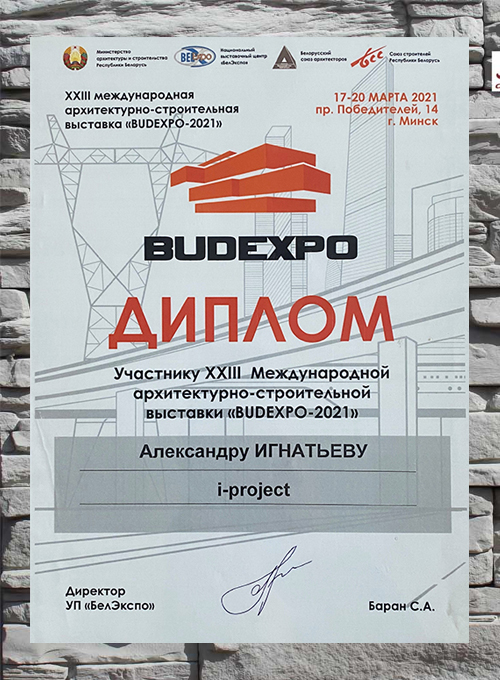 Министерство
архитектуры и строительства
Республики Беларусь
БЕЛЭКСПО
Национальный
выставочный центр
«БелЭкспо»
Белорусский
союз архитекторов
БСС
Союз строителей
Республики Беларусь
XXIII международная
архитектурно-строительная
выставка «BUDEXPO-2021»
17-20 МАРТА 2021
пр. Победителей, 14
г. Минск
BUDEXPO
ДИПЛОМ
Участнику XXIII Международной
архитектурно-строительной
выставки «BUDEXPO-2021»
Александру ИГНАТЬЕВУ
i-project
Директор
УП «БелЭкспо»
Баран С.А.